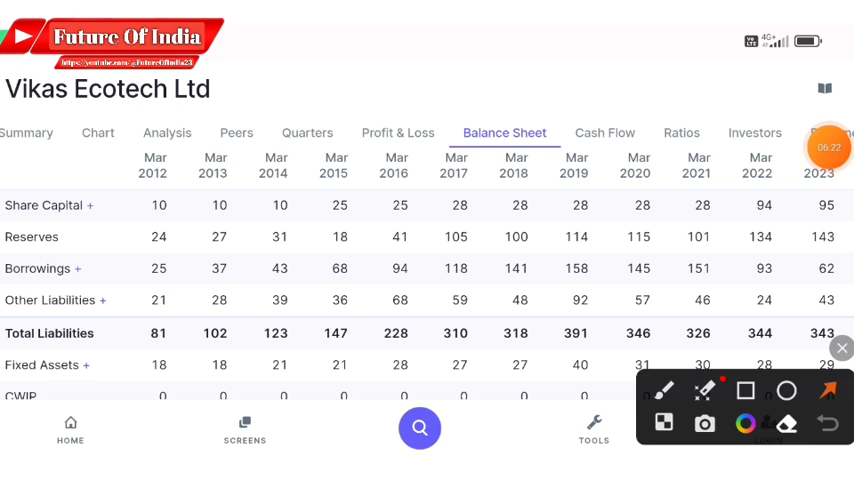 Future Of India
https://youtube.com/@FutureOfIndia23
Vo LTE 4G+
Vikas Ecotech Ltd
Summary Chart Analysis Peers Quarters Profit & Loss Balance Sheet Cash Flow Ratios Investors
06:22
Mar 2012 Mar 2013 Mar 2014 Mar 2015 Mar 2016 Mar 2017 Mar 2018 Mar 2019 Mar 2020 Mar 2021 Mar 2022 2023
Share Capital + 10 10 10 25 25 28 28 28 28 28 94 95
Reserves 24 27 31 18 41 105 100 114 115 101 134 143
Borrowings + 25 37 43 68 94 118 141 158 145 151 93 62
Other Liabilities + 21 28 39 36 68 59 48 92 57 46 24 43
Total Liabilities 81 102 123 147 228 310 318 391 346 326 344 343
Fixed Assets + 18 18 21 21 28 27 27 40 31 30 28 29
CWIP 0 0 0 0 0 0 0 0
HOME SCREENS TOOLS LOGIN